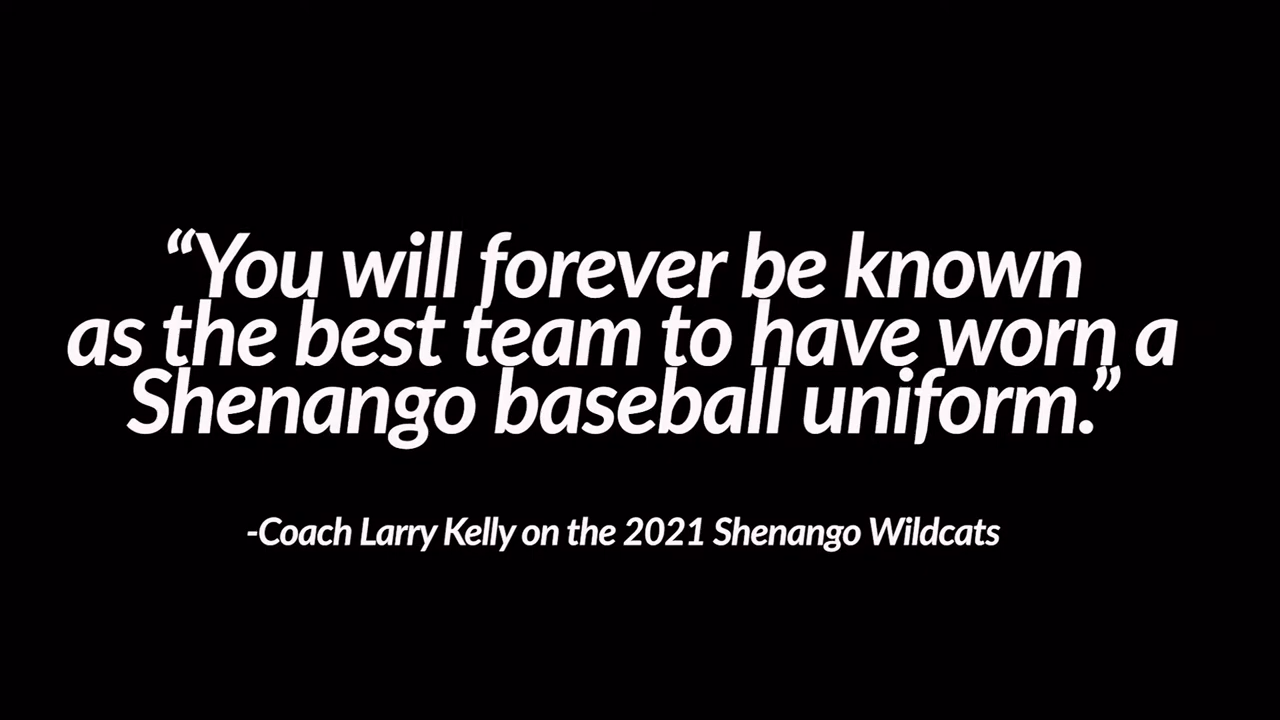 “You will forever be known
as the best team to have worn a
Shenango baseball uniform.”
-Coach Larry Kelly on the 2021 Shenango Wildcats